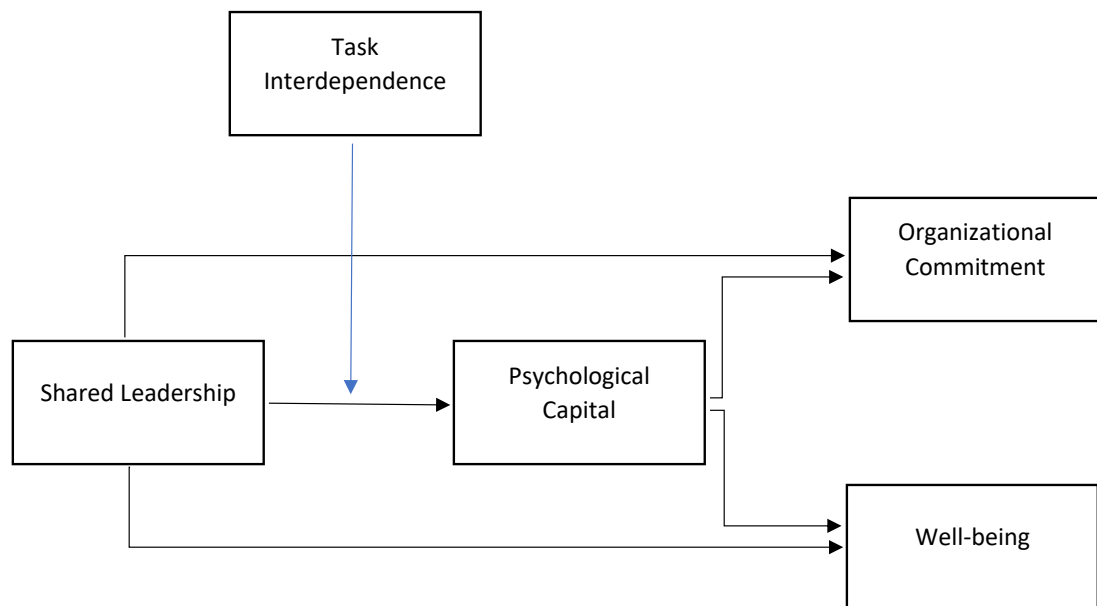 Task
Interdependence
Organizational
Commitment
Shared Leadership
Psychological
Capital
Well-being